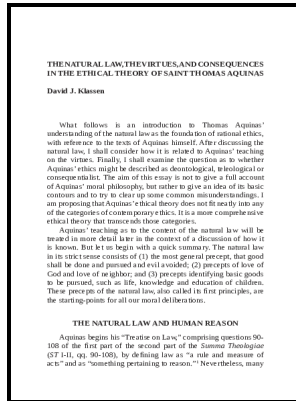 THE NATURAL LAW, THE VIRTUES, AND CONSEQUENCES
IN THE ETHICAL THEORY OF SAINT THOMAS AQUINAS
David J. Klassen
What follows is an introduction to Thomas Aquinas'
understanding of the natural law as the foundation of rational ethics,
with reference to the texts of Aquinas himself. After discussing the
natural law, I shall consider how it is related to Aquinas' teaching
on the virtues. Finally, I shall examine the question as to whether
Aquinas' ethics might be described as deontological, teleological or
consequentialist. The aim of this essay is not to give a full account
of Aquinas' moral philosophy, but rather to give an idea of its basic
contours and to try to clear up some common misunderstandings. I
am proposing that Aquinas' ethical theory does not fit neatly into any
of the categories of contemporary ethics. It is a more comprehensive
ethical theory that transcends those categories.
Aquinas' teaching as to the content of the natural law will be
treated in more detail later in the context of a discussion of how it is
known. But let us begin with a quick summary. The natural law
in its strict sense consists of (1) the most general precept, that good
shall be done and pursued and evil avoided; (2) precepts of love of
God and love of neighbor; and (3) precepts identifying basic goods
to be pursued, such as life, knowledge and education of children.
These precepts of the natural law, also called its first principles, are
the starting-points for all our moral deliberations.
THE NATURAL LAW AND HUMAN REASON
Aquinas begins his "Treatise on Law," comprising questions 90-
108 of the first part of the second part of the Summa Theologiae
(ST I-II, qq. 90-108), by defining law as "a rule and measure of
acts" and as "something pertaining to reason."¹ Nevertheless, many